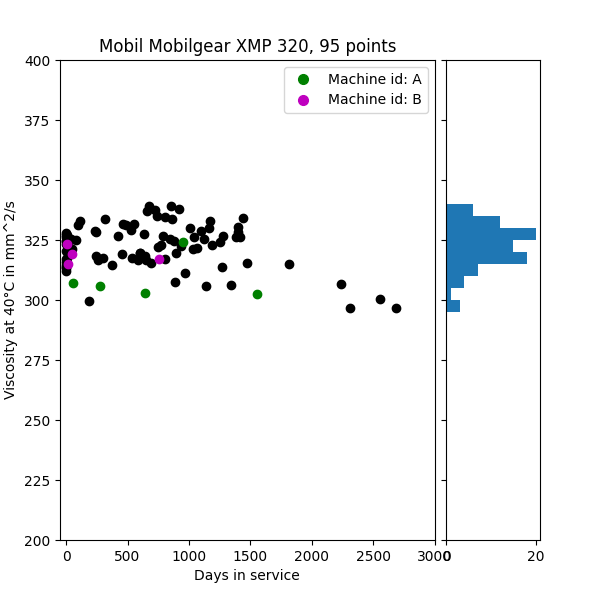 Mobil Mobilgear XMP 320, 95 points
Machine id: A
Machine id: B
Viscosity at 40°C in mm^2/s
400
375
350
325
300
275
250
225
200
0 500 1000 1500 2000 2500 3000
0 20
Days in service